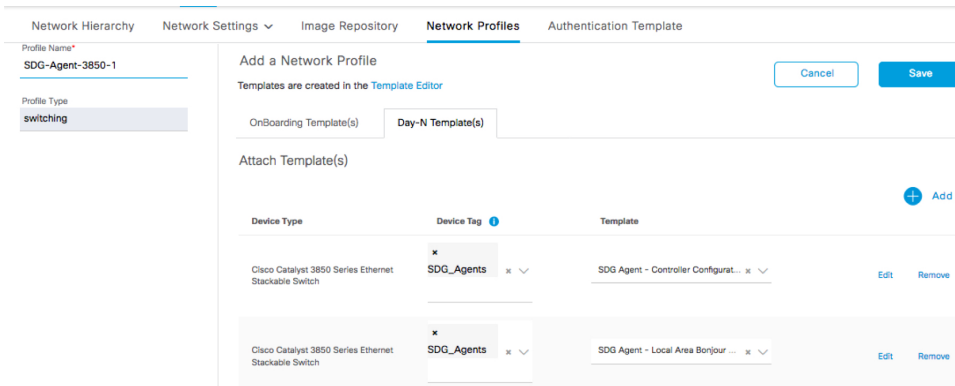 Network Hierarchy Network Settings Image Repository Network Profiles Authentication Template
Profile Name*
SDG-Agent-3850-1
Profile Type
switching
Add a Network Profile
Templates are created in the Template Editor
Cancel
Save
OnBoarding Template(s) Day-N Template(s)
Attach Template(s)
Add
Device Type Device Tag Template
Cisco Catalyst 3850 Series Ethernet
Stackable Switch
SDG_Agents
SDG Agent - Controller Configurat...
Edit Remove
Cisco Catalyst 3850 Series Ethernet
Stackable Switch
SDG_Agents
SDG Agent - Local Area Bonjour ...
Edit Remove